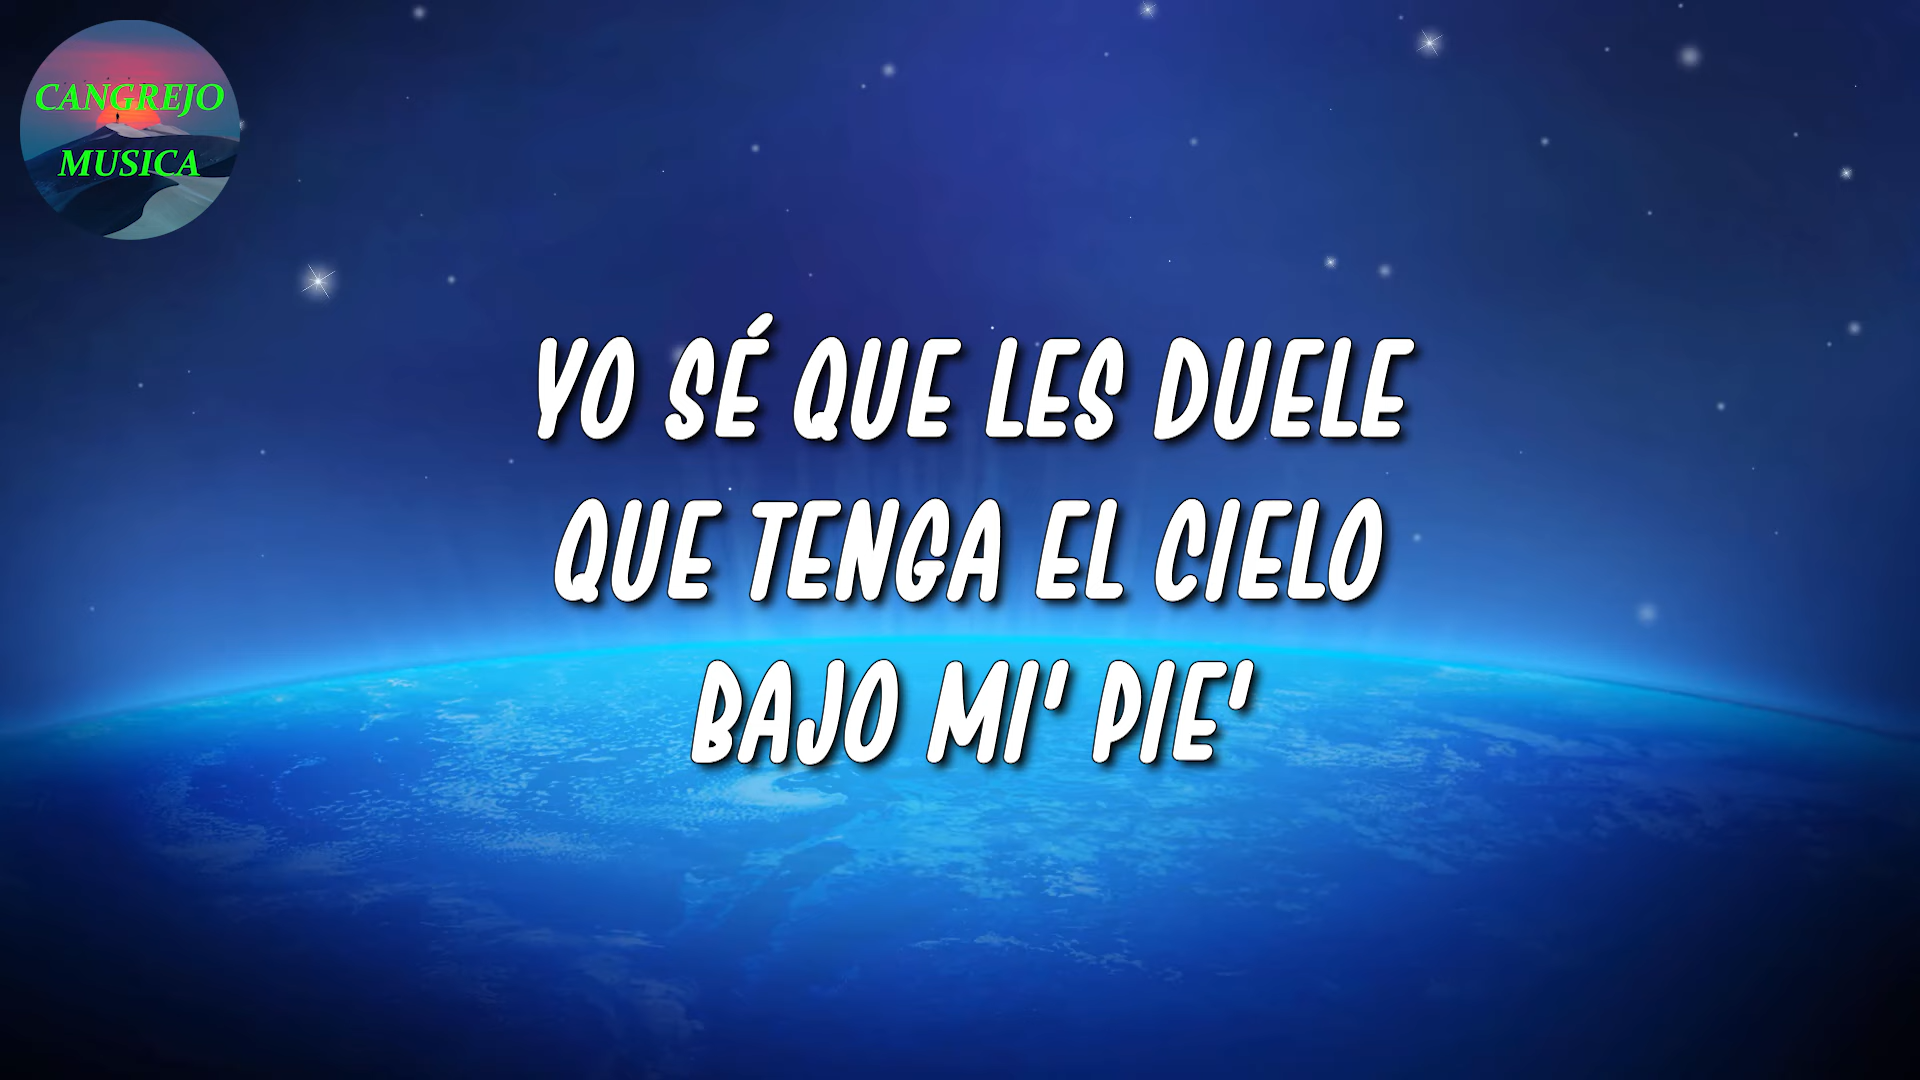 CANGREJO
MUSICA
YO SÉ QUE LES DUELE
QUE TENGA EL CIELO
BAJO MI' PIE'